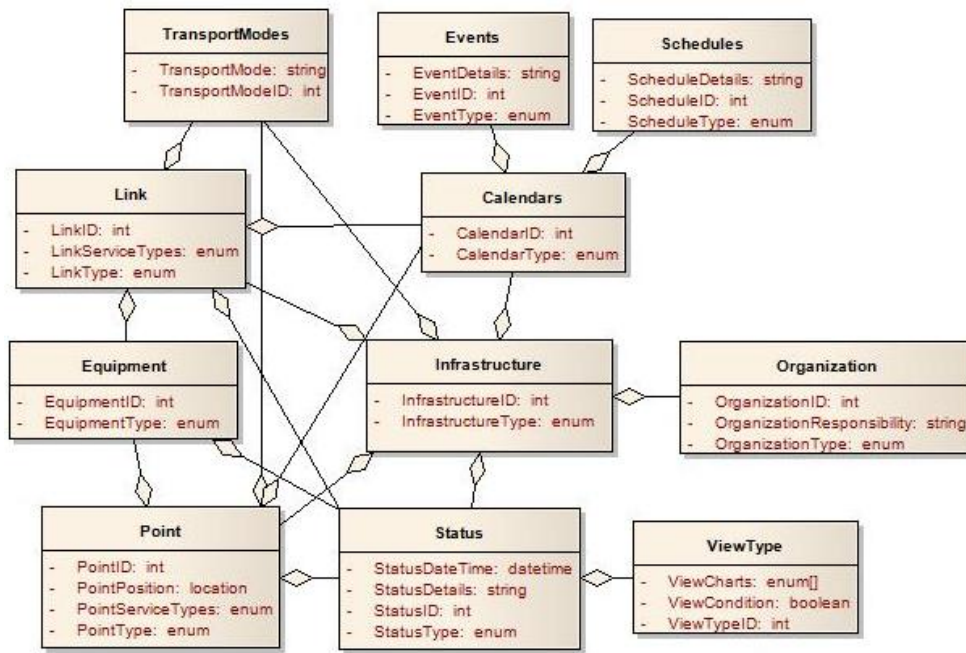 TransportModes
- TransportMode: string
- TransportModeID: int
Events
- EventDetails: string
- EventID: int
- EventType: enum
Schedules
- ScheduleDetails: string
- ScheduleID: int
- ScheduleType: enum
Link
- LinkID: int
- LinkServiceTypes: enum
- LinkType: enum
Calendars
- CalendarID: int
- CalendarType: enum
Equipment
- EquipmentID: int
- EquipmentType: enum
Infrastructure
- InfrastructureID: int
- InfrastructureType: enum
Organization
- OrganizationID: int
- OrganizationResponsibility: string
- OrganizationType: enum
Point
- PointID: int
- PointPosition: location
- PointServiceTypes: enum
- PointType: enum
Status
- StatusDateTime: datetime
- StatusDetails: string
- StatusID: int
- StatusType: enum
ViewType
- ViewCharts: enum[]
- ViewCondition: boolean
- ViewTypeID: int